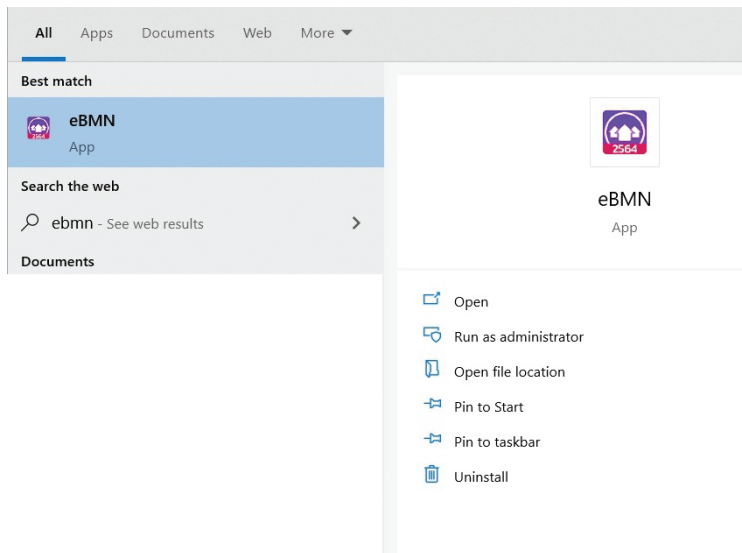 All Apps Documents Web More
Best match
eBMN
App
2564
Search the web
ebmn - See web results
Documents
2564
eBMN
App
Open
Run as administrator
Open file location
Pin to Start
Pin to taskbar
Uninstall